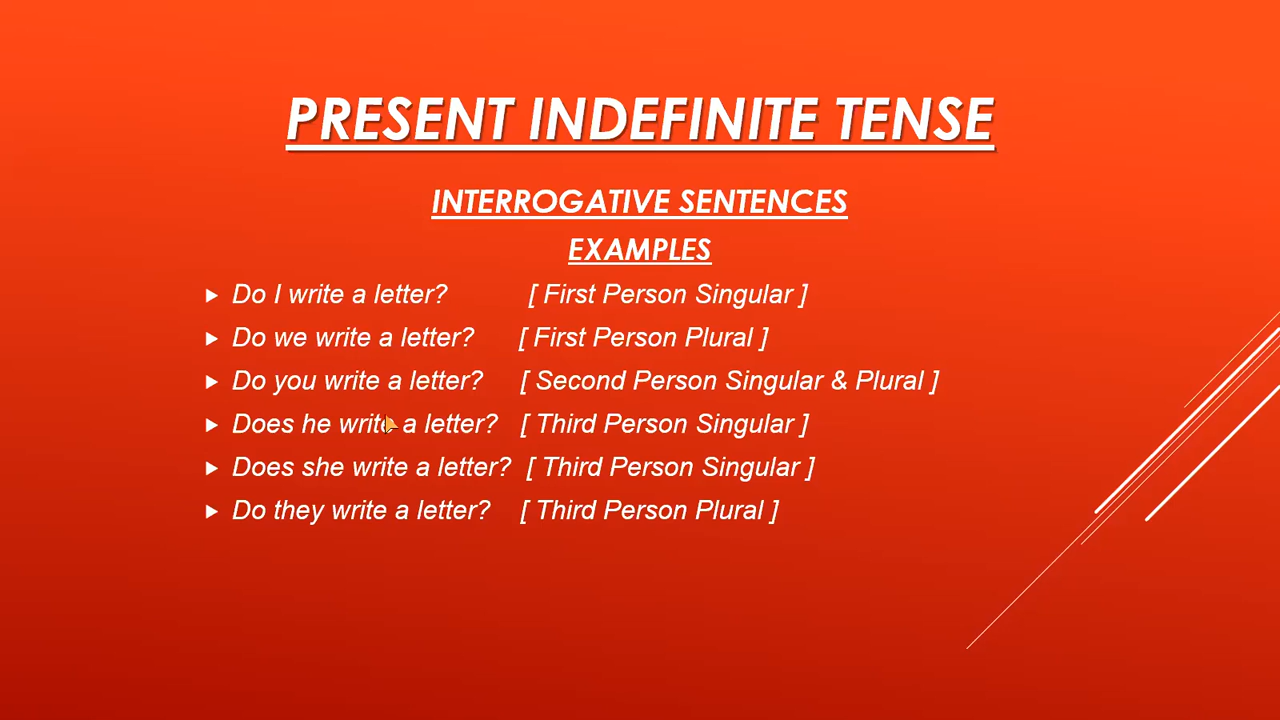 PRESENT INDEFINITE TENSE
INTERROGATIVE SENTENCES
EXAMPLES
Do I write a letter? [ First Person Singular ]
Do we write a letter? [ First Person Plural ]
Do you write a letter? [ Second Person Singular & Plural ]
Does he write a letter? [ Third Person Singular ]
Does she write a letter? [ Third Person Singular ]
Do they write a letter? [ Third Person Plural ]